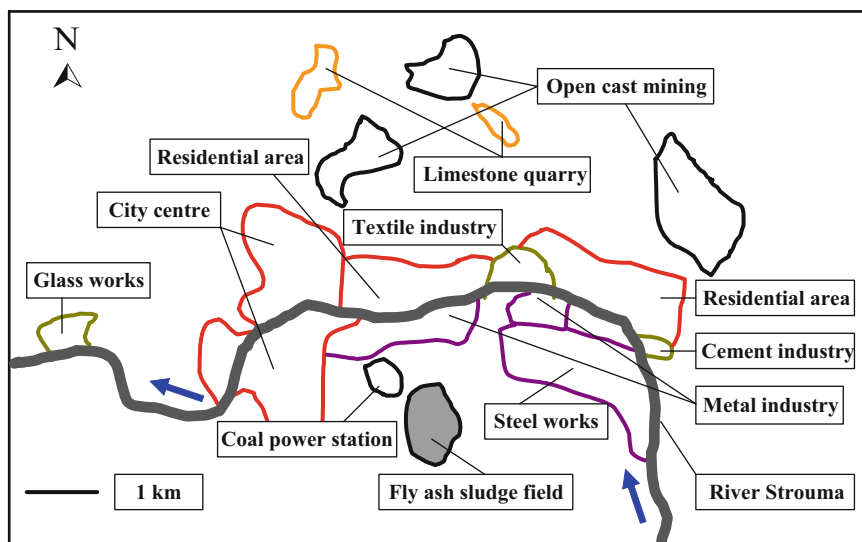 N
Open cast mining
Residential area
Limestone quarry
City centre
Textile industry
Glass works
Residential area
Cement industry
Metal industry
Steel works
Coal power station
1 km
Fly ash sludge field
River Strouma